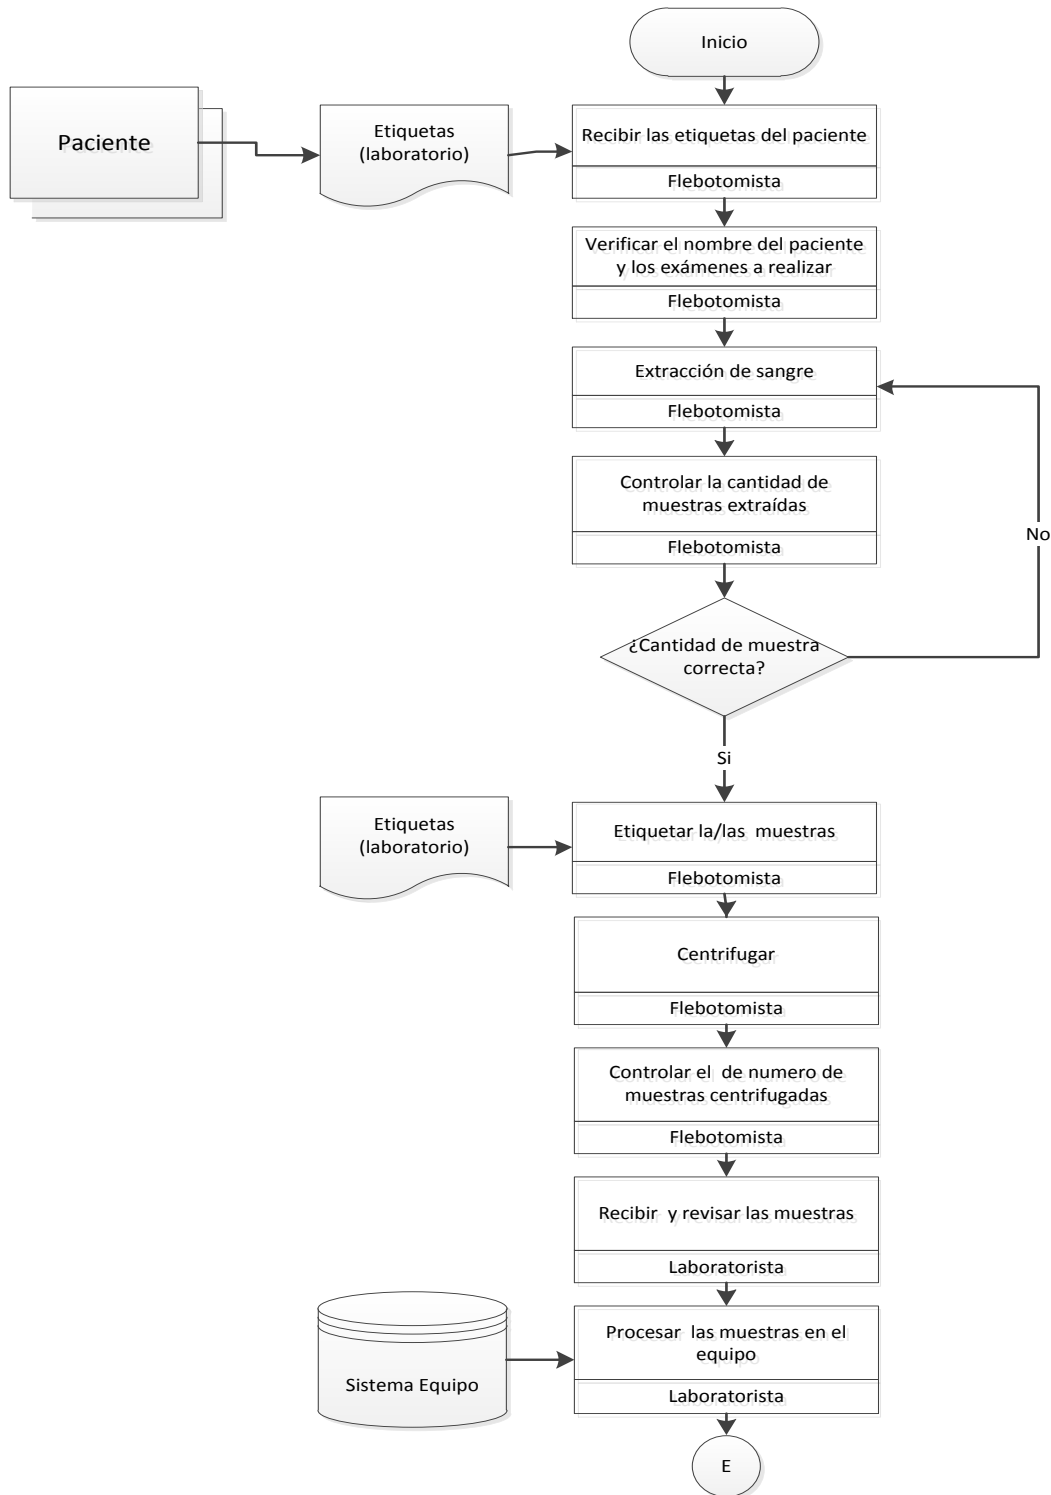 Inicio
Paciente
Etiquetas
(laboratorio)
Recibir las etiquetas del paciente
Flebotomista
Verificar el nombre del paciente
y los exámenes a realizar
Flebotomista
Extracción de sangre
Flebotomista
Controlar la cantidad de
muestras extraídas
Flebotomista
No
¿Cantidad de muestra
correcta?
Si
Etiquetas
(laboratorio)
Etiquetar la/las muestras
Flebotomista
Centrifugar
Flebotomista
Controlar el de numero de
muestras centrifugadas
Flebotomista
Recibir y revisar las muestras
Laboratorista
Sistema Equipo
Procesar las muestras en el
equipo
Laboratorista
E